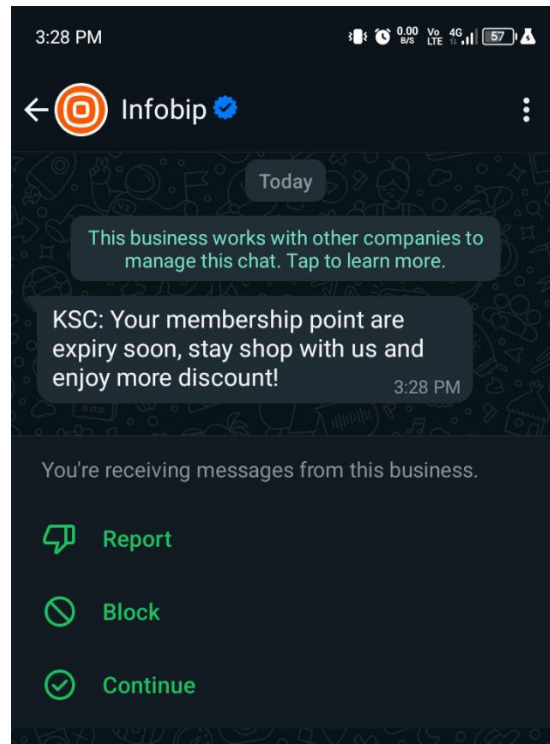 3:28 PM
0.00 B/S Vo LTE 4G 57
Infobip
Today
This business works with other companies to
manage this chat. Tap to learn more.
KSC: Your membership point are
expiry soon, stay shop with us and
enjoy more discount!
3:28 PM
You're receiving messages from this business.
Report
Block
Continue